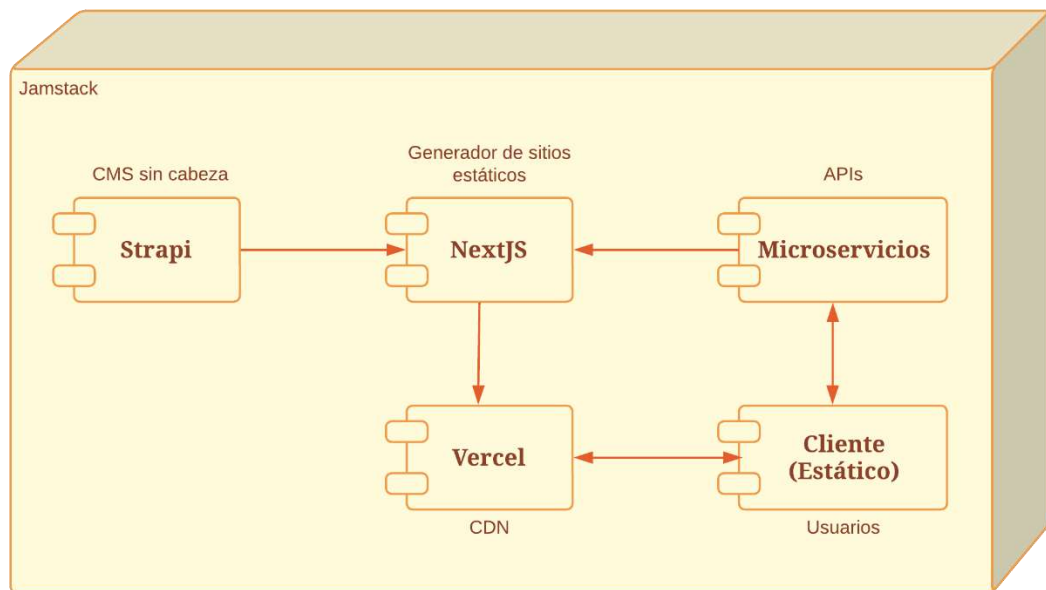 Jamstack
CMS sin cabeza
Generador de sitios
estáticos
APIs
Strapi
NextJS
Microservicios
Vercel
Cliente
(Estático)
CDN
Usuarios